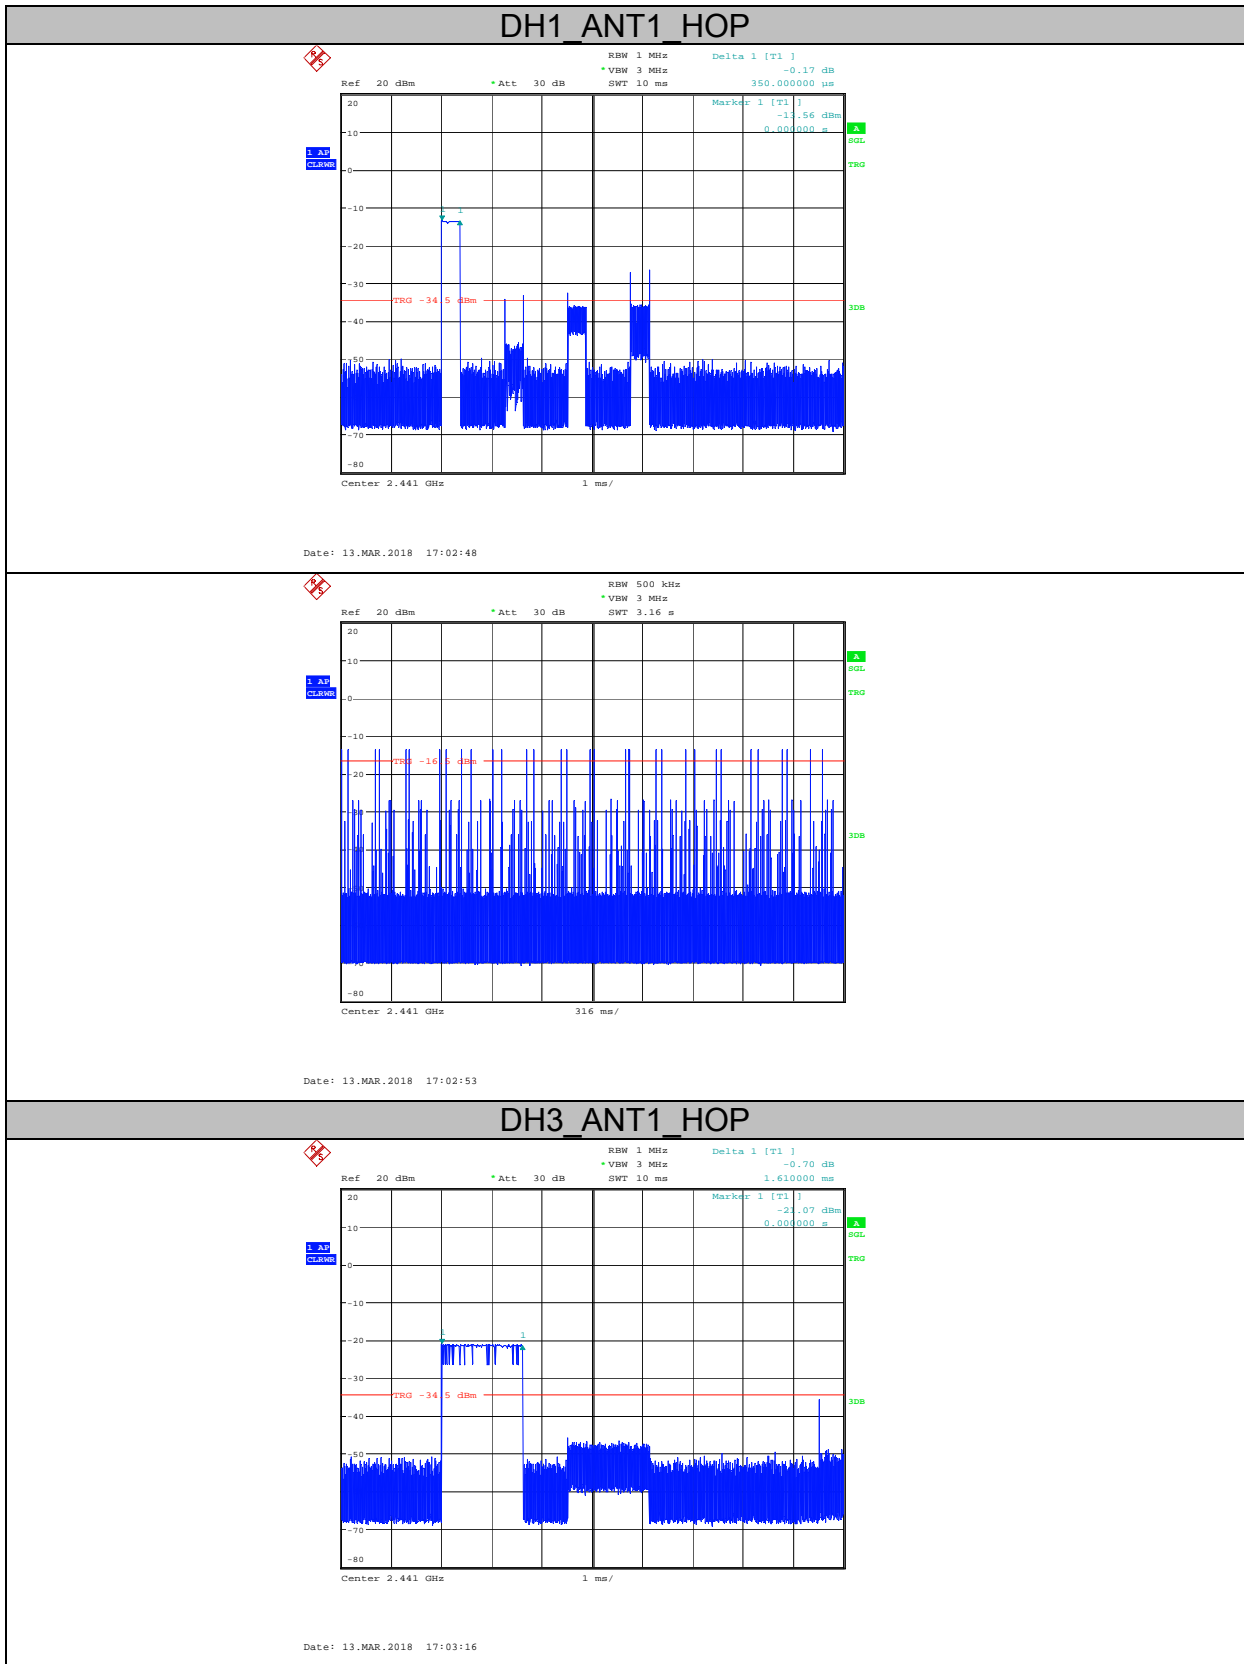 DH1_ANT1_HOP
RBW 1 MHz Delta 1 [T1 ]
*VBW 3 MHz -0.17 dB
Ref 20 dBm *Att 30 dB SWT 10 ms 350.000000 µs
20 Marker 1 [T1 ]
-13.56 dBm
0.000000 s
A
10
SGL
1 AP
CLRWR
TRG
0
-10
1 1
-20
-30
TRG -34.5 dBm
3DB
-40
-50
-70
-80
Center 2.441 GHz 1 ms/
Date: 13.MAR.2018 17:02:48
RBW 500 kHz
*VBW 3 MHz
Ref 20 dBm *Att 30 dB SWT 3.16 s
20
A
10
SGL
1 AP
CLRWR
TRG
0
-10
TRG -16.5 dBm
-20
3DB
-80
Center 2.441 GHz 316 ms/
Date: 13.MAR.2018 17:02:53
DH3_ANT1_HOP
RBW 1 MHz Delta 1 [T1 ]
*VBW 3 MHz -0.70 dB
Ref 20 dBm *Att 30 dB SWT 10 ms 1.610000 ms
20 Marker 1 [T1 ]
-21.07 dBm
0.000000 s
A
10
SGL
1 AP
CLRWR
TRG
0
-10
1 1
-20
-30
TRG -34.5 dBm
3DB
-40
-50
-70
-80
Center 2.441 GHz 1 ms/
Date: 13.MAR.2018 17:03:16